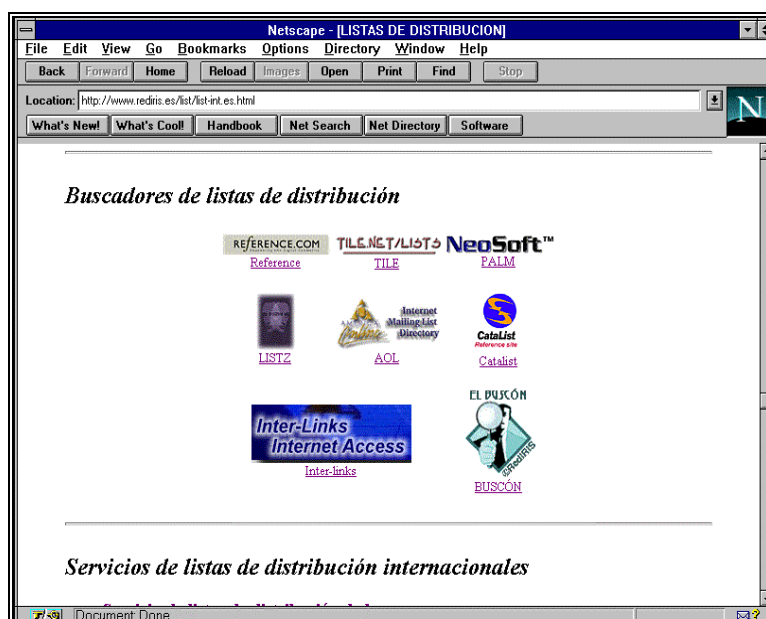 Netscape - [LISTAS DE DISTRIBUCION]
File Edit View Go Bookmarks Options Directory Window Help
Back Forward Home Reload Images Open Print Find Stop
Location: http://www.rediris.es/list/list-int.es.html
N
What's New! What's Cool! Handbook Net Search Net Directory Software
Buscadores de listas de distribución
REFERENCE.COM TILE.NET/LISTS NeoSoft™
Reference TILE PALM
Internet
Mailing List
Directory
CataList
Reference site
LISTZ AOL Catalist
EL BUSCÓN
Inter-Links
Internet Access
©RedIRIS
Inter-links
BUSCÓN
Servicios de listas de distribución internacionales
Document: Done